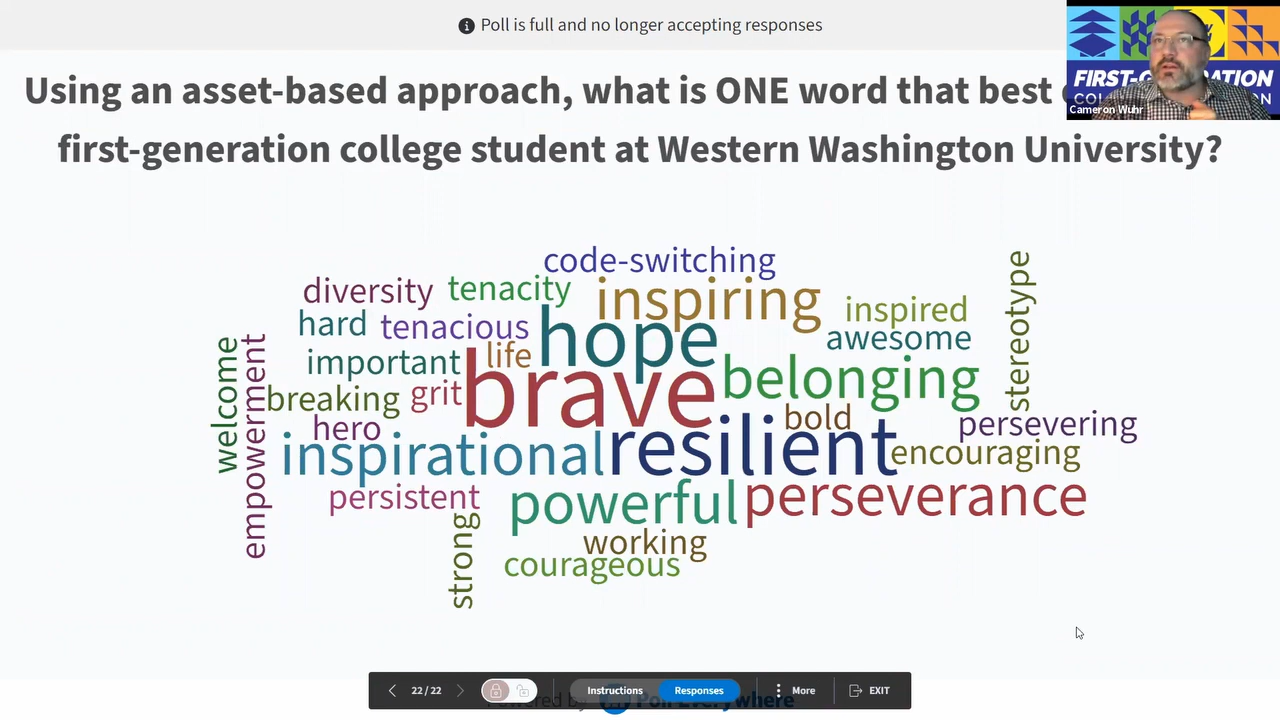 Poll is full and no longer accepting responses
Using an asset-based approach, what is ONE word that best
first-generation college student at Western Washington University?
FIRST-G RATION
Cameron Wuhr
code-switching
diversity
tenacity
inspiring
inspired
stereotype
hard
tenacious
hope
awesome
important
life
brave
belonging
welcome
empowerment
breaking
grit
bold
hero
persevering
inspirational
resilient
encouraging
persistent
powerful
perseverance
strong
working
courageous
22 / 22
Instructions
Responses
More
EXIT